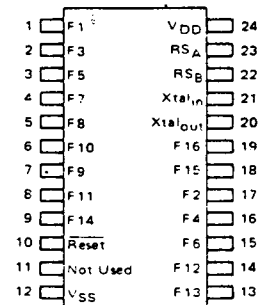 1 F1 VDD 24
2 F3 RSA 23
3 F5 RSB 22
4 F7 Xtalin 21
5 F8 Xtalout 20
6 F10 F16 19
7 F9 F15 18
8 F11 F2 17
9 F14 F4 16
10 Reset F6 15
11 Not Used F12 14
12 VSS F13 13